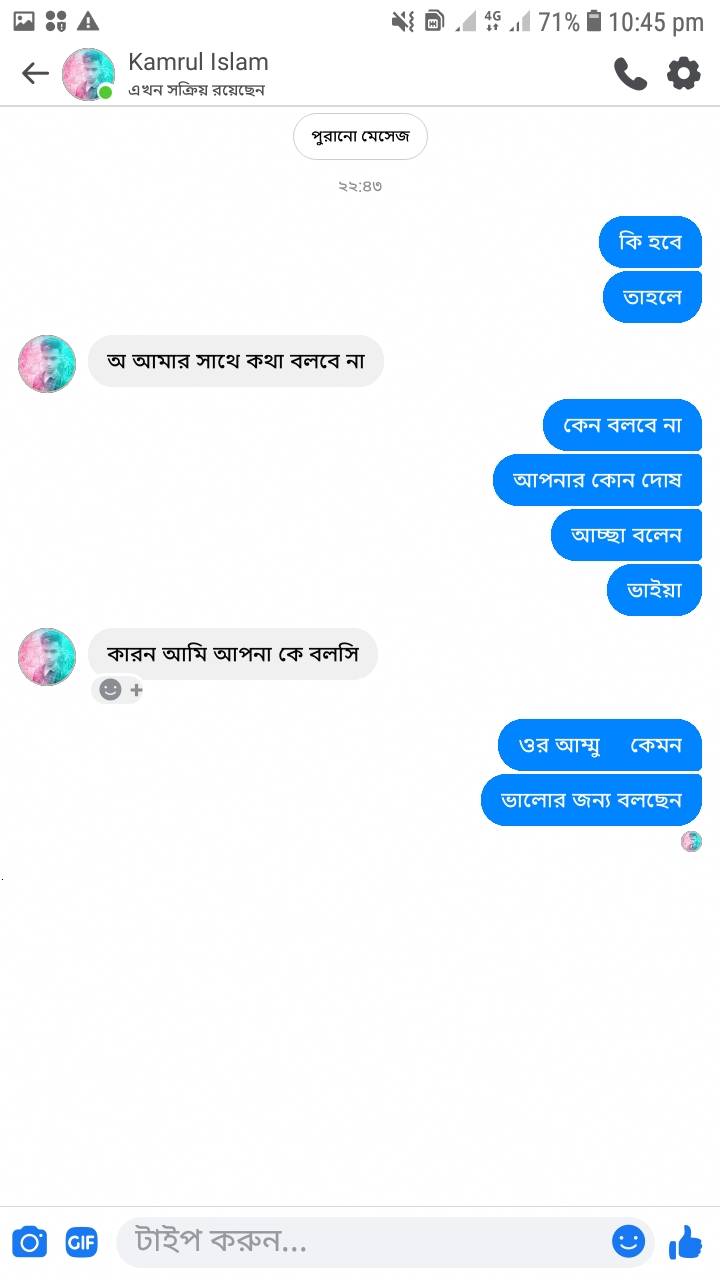 4G 71% 10:45 pm
Kamrul Islam
এখন সক্রিয় রয়েছেন
পুরানো মেসেজ
২২:৪৩
কি হবে
তাহলে
অ আমার সাথে কথা বলবে না
কেন বলবে না
আপনার কোন দোষ
আচ্ছা বলেন
ভাইয়া
কারন আমি আপনা কে বলসি
ওর আম্মু কেমন
ভালোর জন্য বলছেন
GIF টাইপ করুন...